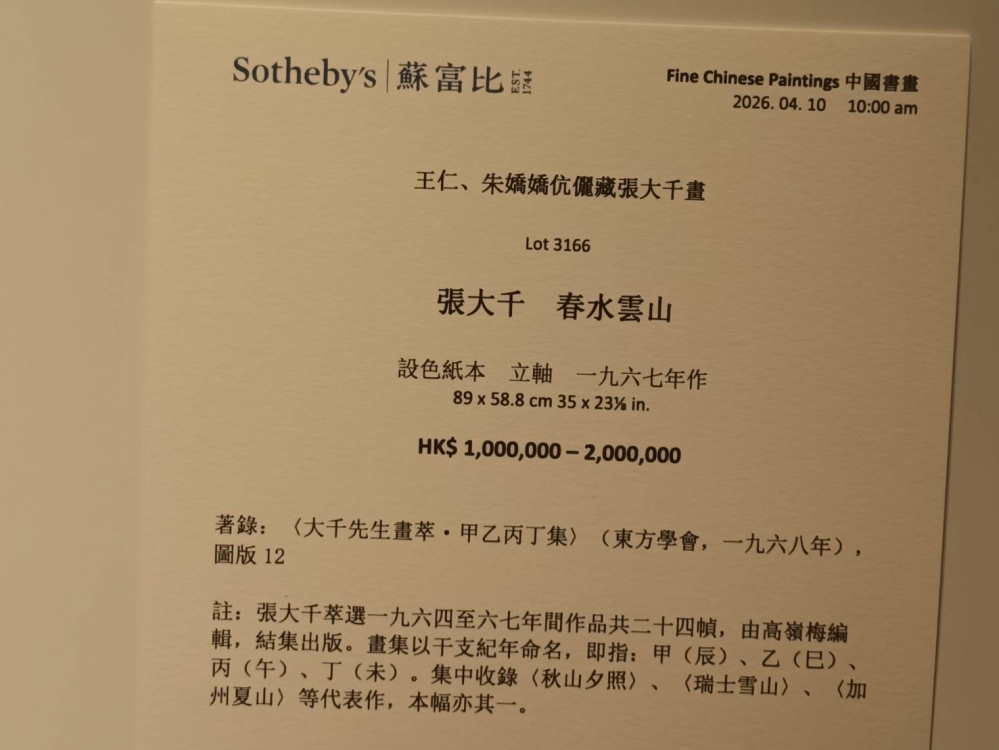 Sotheby's 蘇富比 EST. 1744
Fine Chinese Paintings 中國書畫
2026. 04. 10 10:00 am
王仁、朱嬌嬌伉儷藏張大千畫
Lot 3166
張大千 春水雲山
設色紙本 立軸 一九六七年作
89 x 58.8 cm 35 x 23⅛ in.
HK$ 1,000,000 – 2,000,000
著錄：〈大千先生畫萃・甲乙丙丁集〉（東方學會，一九六八年），
圖版 12
註：張大千萃選一九六四至六七年間作品共二十四幀，由高嶺梅編
輯，結集出版。畫集以干支紀年命名，即指：甲（辰）、乙（巳）、
丙（午）、丁（未）。集中收錄〈秋山夕照〉、〈瑞士雪山〉、〈加
州夏山〉等代表作，本幅亦其一。